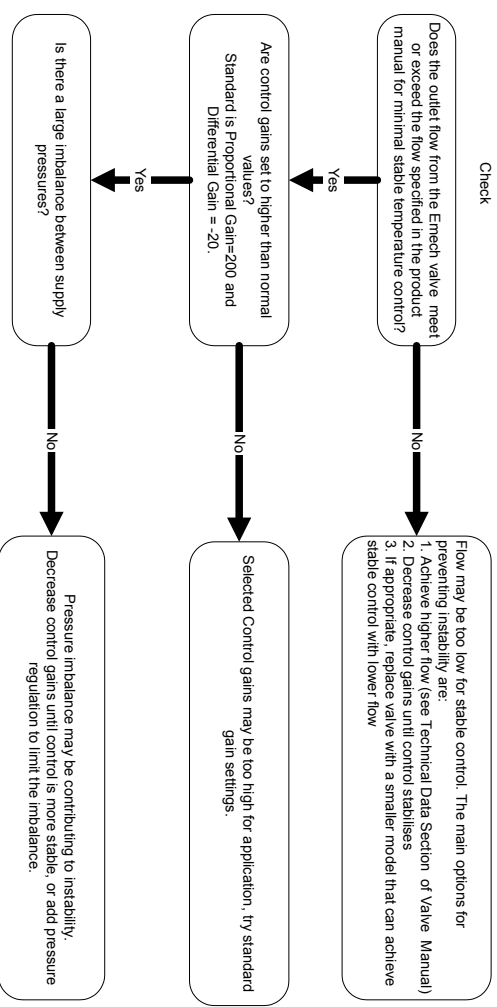 Check
Does the outlet flow from the Emech valve meet
or exceed the flow specified in the product
manual for minimal stable temperature control?
No
Flow may be too low for stable control. The main options for
preventing instability are:
1. Achieve higher flow (see Technical Data Section of Valve Manual)
2. Decrease control gains until control stabilises
3. If appropriate, replace valve with a smaller model that can achieve
stable control with lower flow
Yes
Are control gains set to higher than normal
values?
Standard is Proportional Gain=200 and
Differential Gain = -20.
No
Selected Control gains may be too high for application, try standard
gain settings.
Yes
Is there a large imbalance between supply
pressures?
No
Pressure imbalance may be contributing to instability.
Decrease control gains until control is more stable, or add pressure
regulation to limit the imbalance.